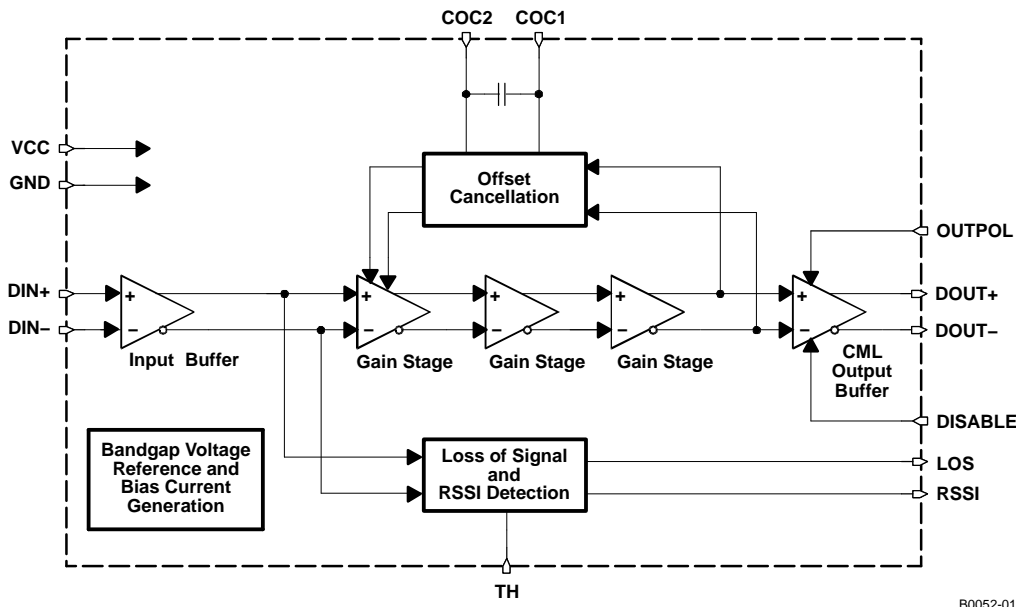 COC2 COC1
VCC
GND
Offset
Cancellation
OUTPOL
DIN+
+
+
+
+
+
DOUT+
DIN–
–
–
–
–
–
DOUT–
Input Buffer
Gain Stage
Gain Stage
Gain Stage
CML
Output
Buffer
DISABLE
Bandgap Voltage
Reference and
Bias Current
Generation
Loss of Signal
and
RSSI Detection
LOS
RSSI
TH
B0052-01